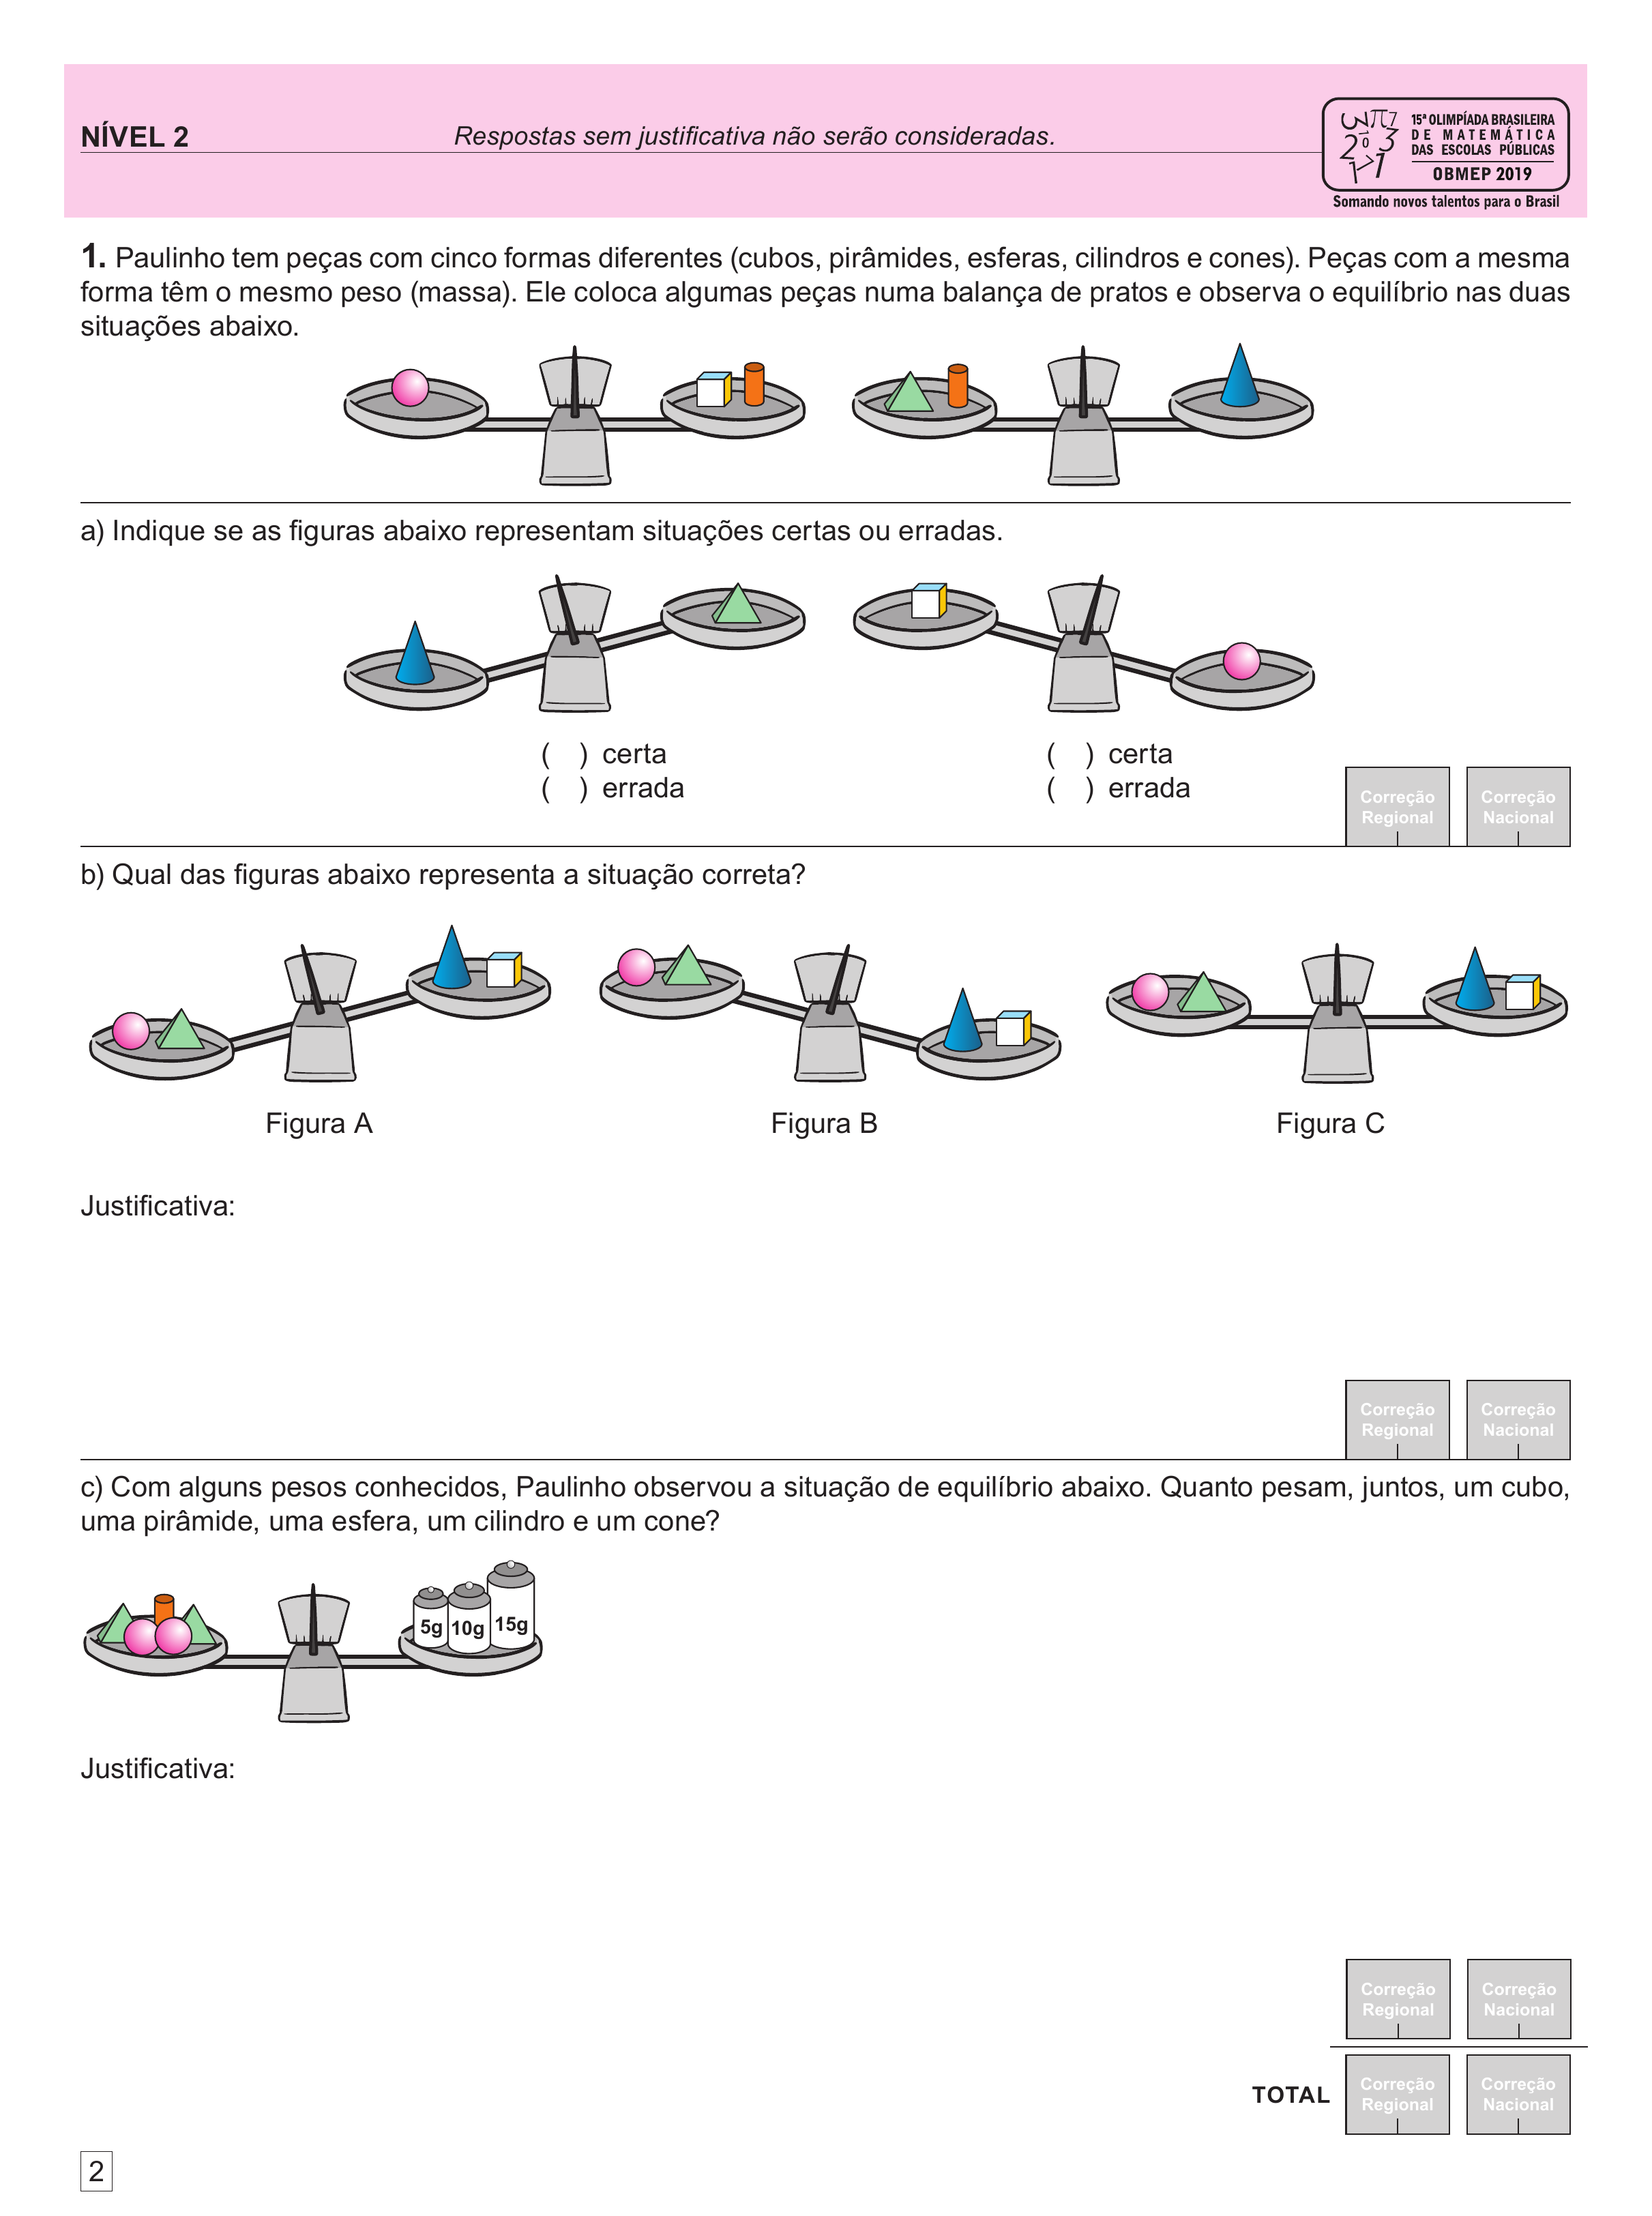 NÍVEL 2
Respostas sem justificativa não serão consideradas.
15ª OLIMPÍADA BRASILEIRA
DE MATEMÁTICA
DAS ESCOLAS PÚBLICAS
OBMEP 2019
Somando novos talentos para o Brasil
1. Paulinho tem peças com cinco formas diferentes (cubos, pirâmides, esferas, cilindros e cones). Peças com a mesma
forma têm o mesmo peso (massa). Ele coloca algumas peças numa balança de pratos e observa o equilíbrio nas duas
situações abaixo.
a) Indique se as figuras abaixo representam situações certas ou erradas.
( ) certa
( ) errada
( ) certa
( ) errada
Correção
Regional
Correção
Nacional
b) Qual das figuras abaixo representa a situação correta?
Figura A
Figura B
Figura C
Justificativa:
Correção
Regional
Correção
Nacional
c) Com alguns pesos conhecidos, Paulinho observou a situação de equilíbrio abaixo. Quanto pesam, juntos, um cubo,
uma pirâmide, uma esfera, um cilindro e um cone?
5g 10g 15g
Justificativa:
Correção
Regional
Correção
Nacional
TOTAL
Correção
Regional
Correção
Nacional
2